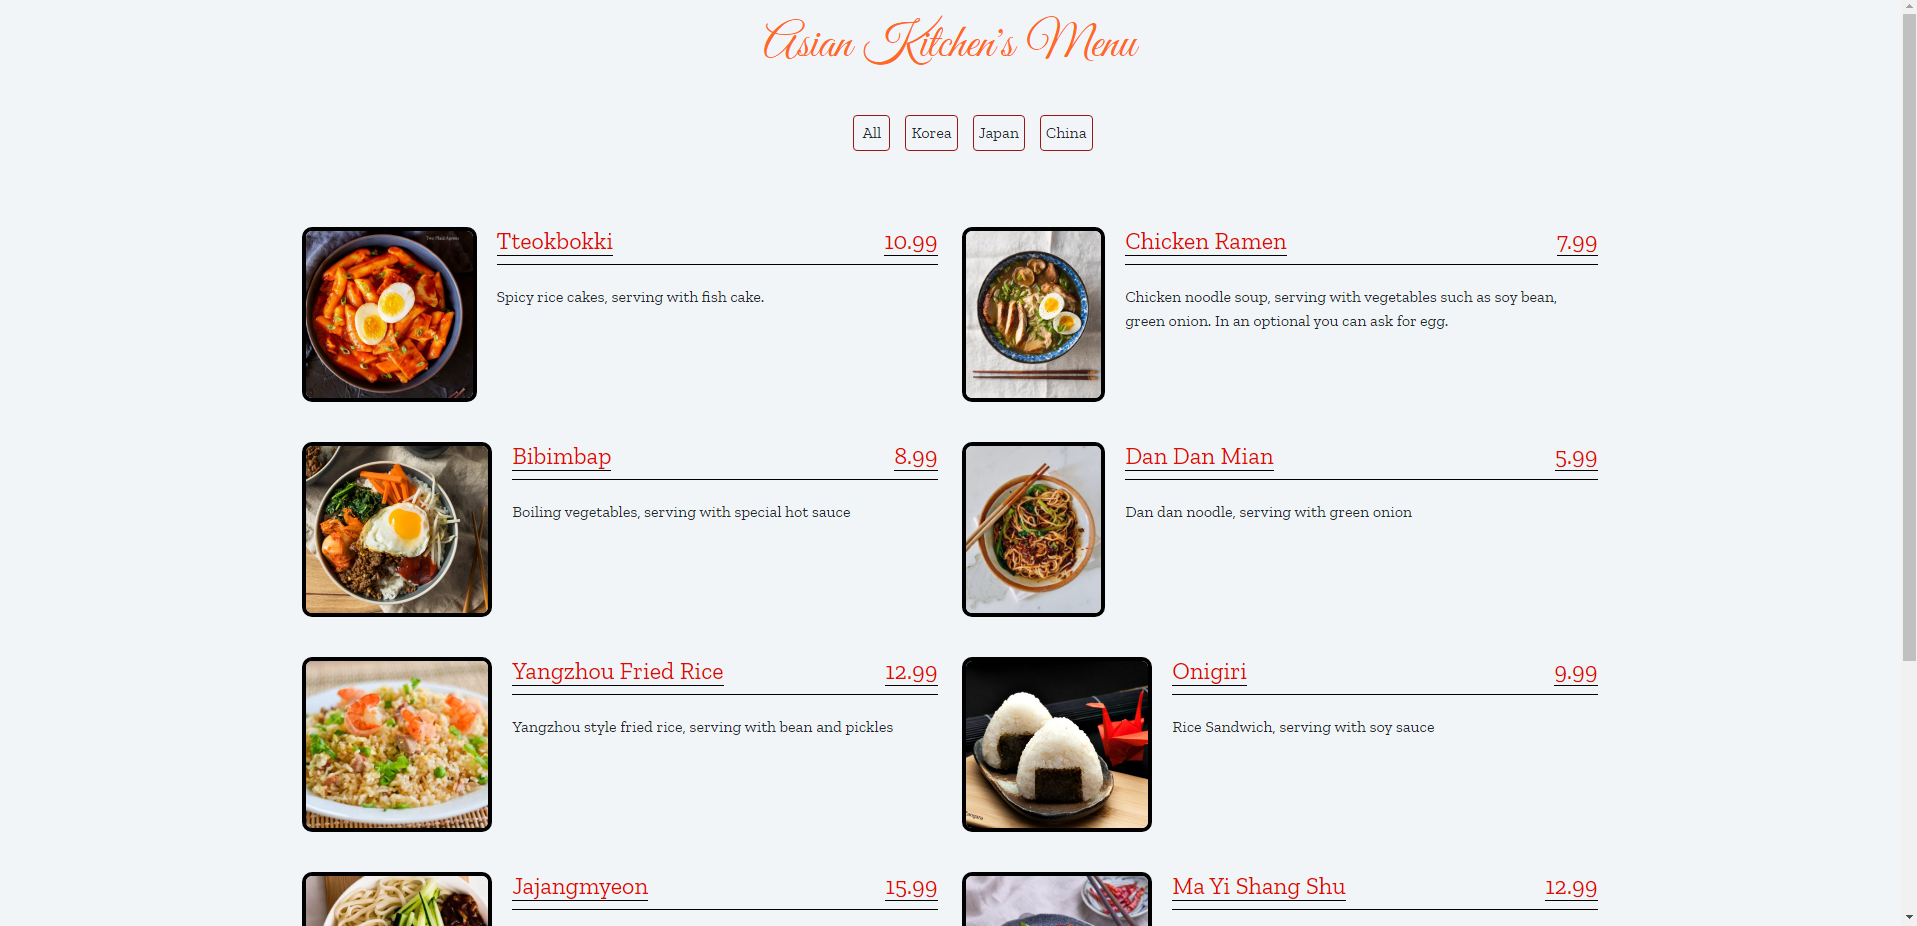 Asian Kitchen's Menu
All Korea Japan China
Tteokbokki 10.99
Spicy rice cakes, serving with fish cake.
Chicken Ramen 7.99
Chicken noodle soup, serving with vegetables such as soy bean,
green onion. In an optional you can ask for egg.
Bibimbap 8.99
Boiling vegetables, serving with special hot sauce
Dan Dan Mian 5.99
Dan dan noodle, serving with green onion
Yangzhou Fried Rice 12.99
Yangzhou style fried rice, serving with bean and pickles
Onigiri 9.99
Rice Sandwich, serving with soy sauce
Jajangmyeon 15.99
Ma Yi Shang Shu 12.99